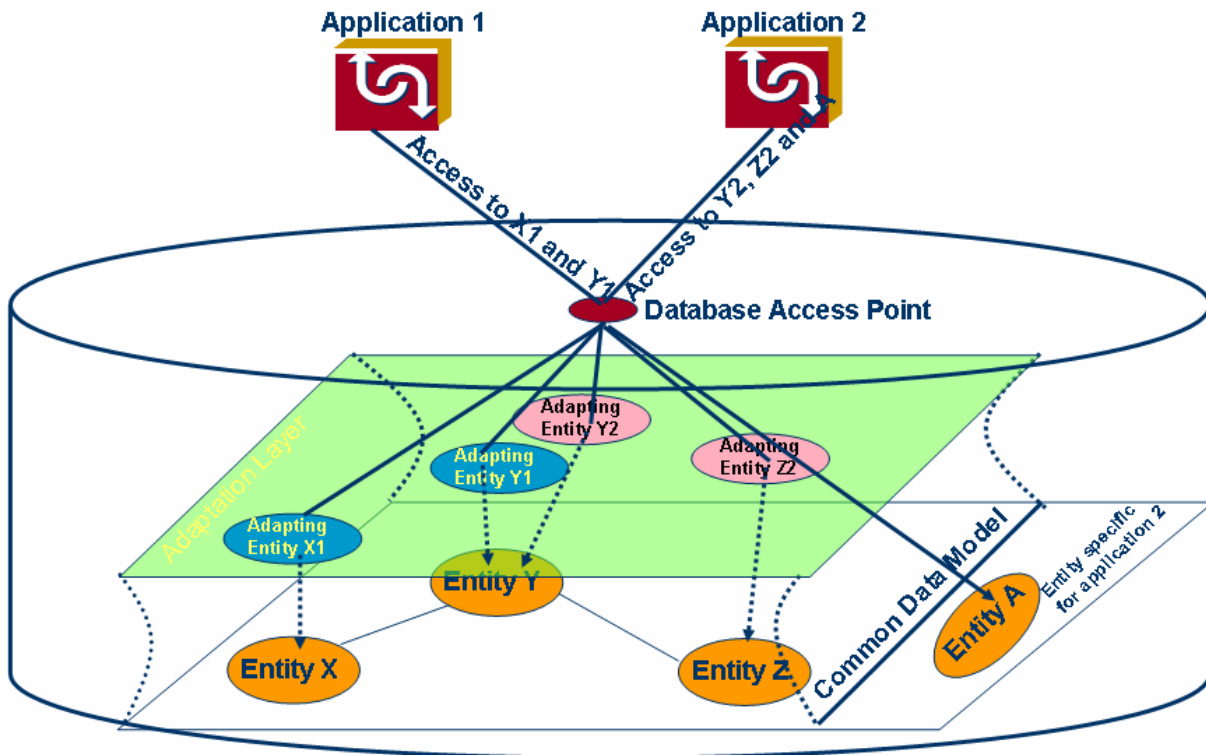 Application 1
Application 2
Access to X1 and Y1
Access to Y2, Z2 and A
Database Access Point
Adaptation Layer
Adapting
Entity Y2
Adapting
Entity Y1
Adapting
Entity Z2
Adapting
Entity X1
Entity Y
Entity X
Entity Z
Common Data Model
Entity A
Entity specific
for application 2